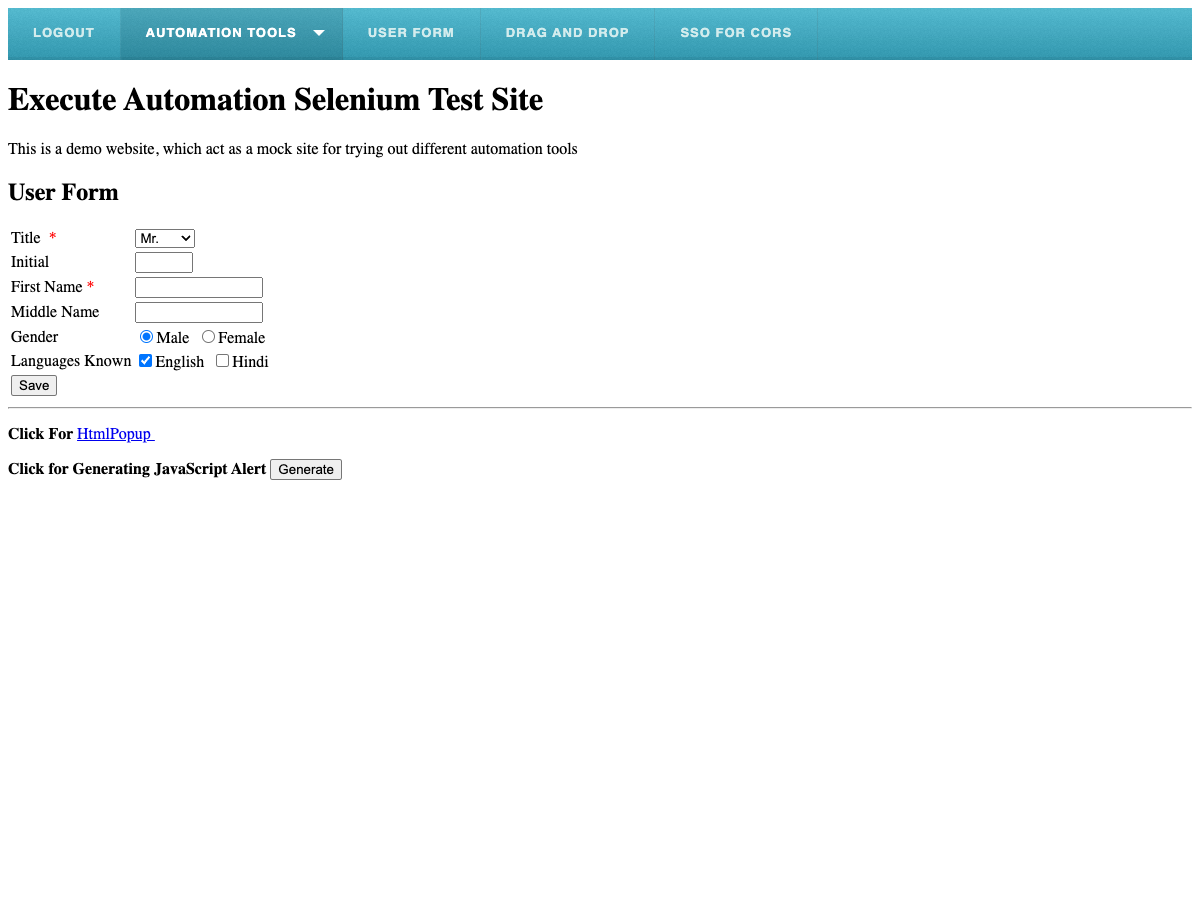 LOGOUT AUTOMATION TOOLS USER FORM DRAG AND DROP SSO FOR CORS
Execute Automation Selenium Test Site
This is a demo website, which act as a mock site for trying out different automation tools
User Form
Title * Mr.
Initial
First Name *
Middle Name
Gender Male Female
Languages Known English Hindi
Save
Click For HtmlPopup
Click for Generating JavaScript Alert Generate